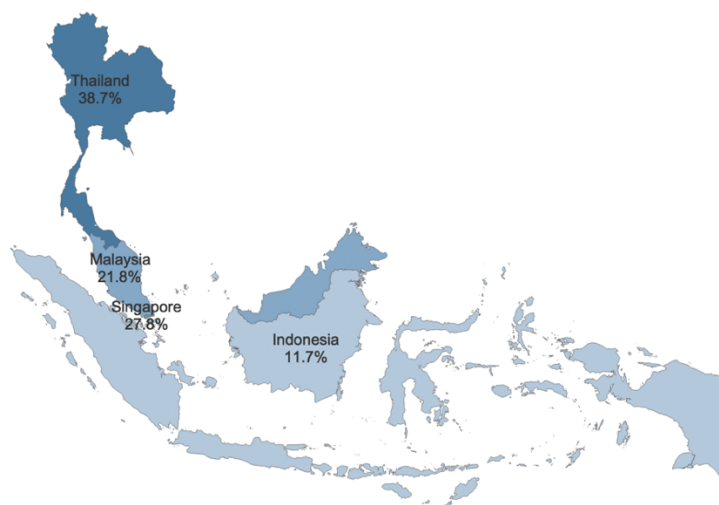 Thailand
38.7%
Malaysia
21.8%
Singapore
27.8%
Indonesia
11.7%